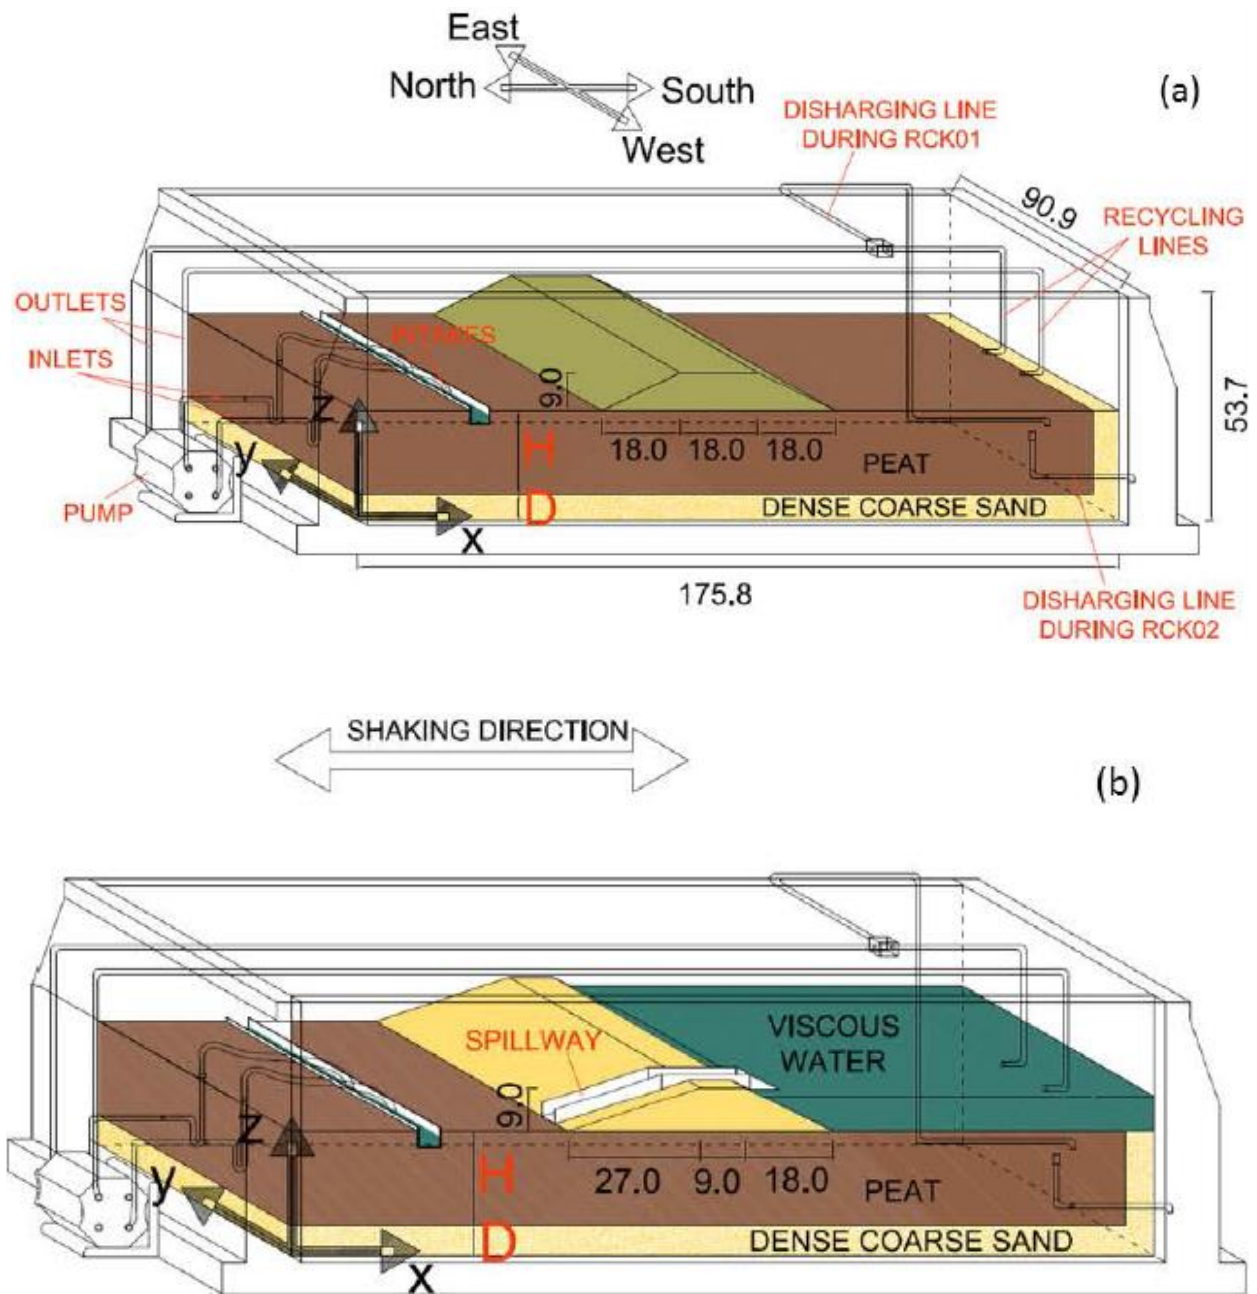 East
North
South
West
(a)
DISHARGING LINE
DURING RCK01
90.9
RECYCLING
LINES
OUTLETS
INTAKES
INLETS
9.0
53.7
Z
H
y
18.0 18.0 18.0
PEAT
PUMP
D
DENSE COARSE SAND
X
175.8
DISHARGING LINE
DURING RCK02
SHAKING DIRECTION
(b)
VISCOUS
WATER
SPILLWAY
9.0
Z
H
y
27.0 9.0 18.0
PEAT
D
DENSE COARSE SAND
X